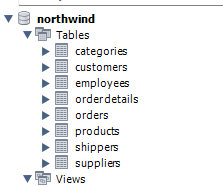 northwind
Tables
categories
customers
employees
orderdetails
orders
products
shippers
suppliers
Views